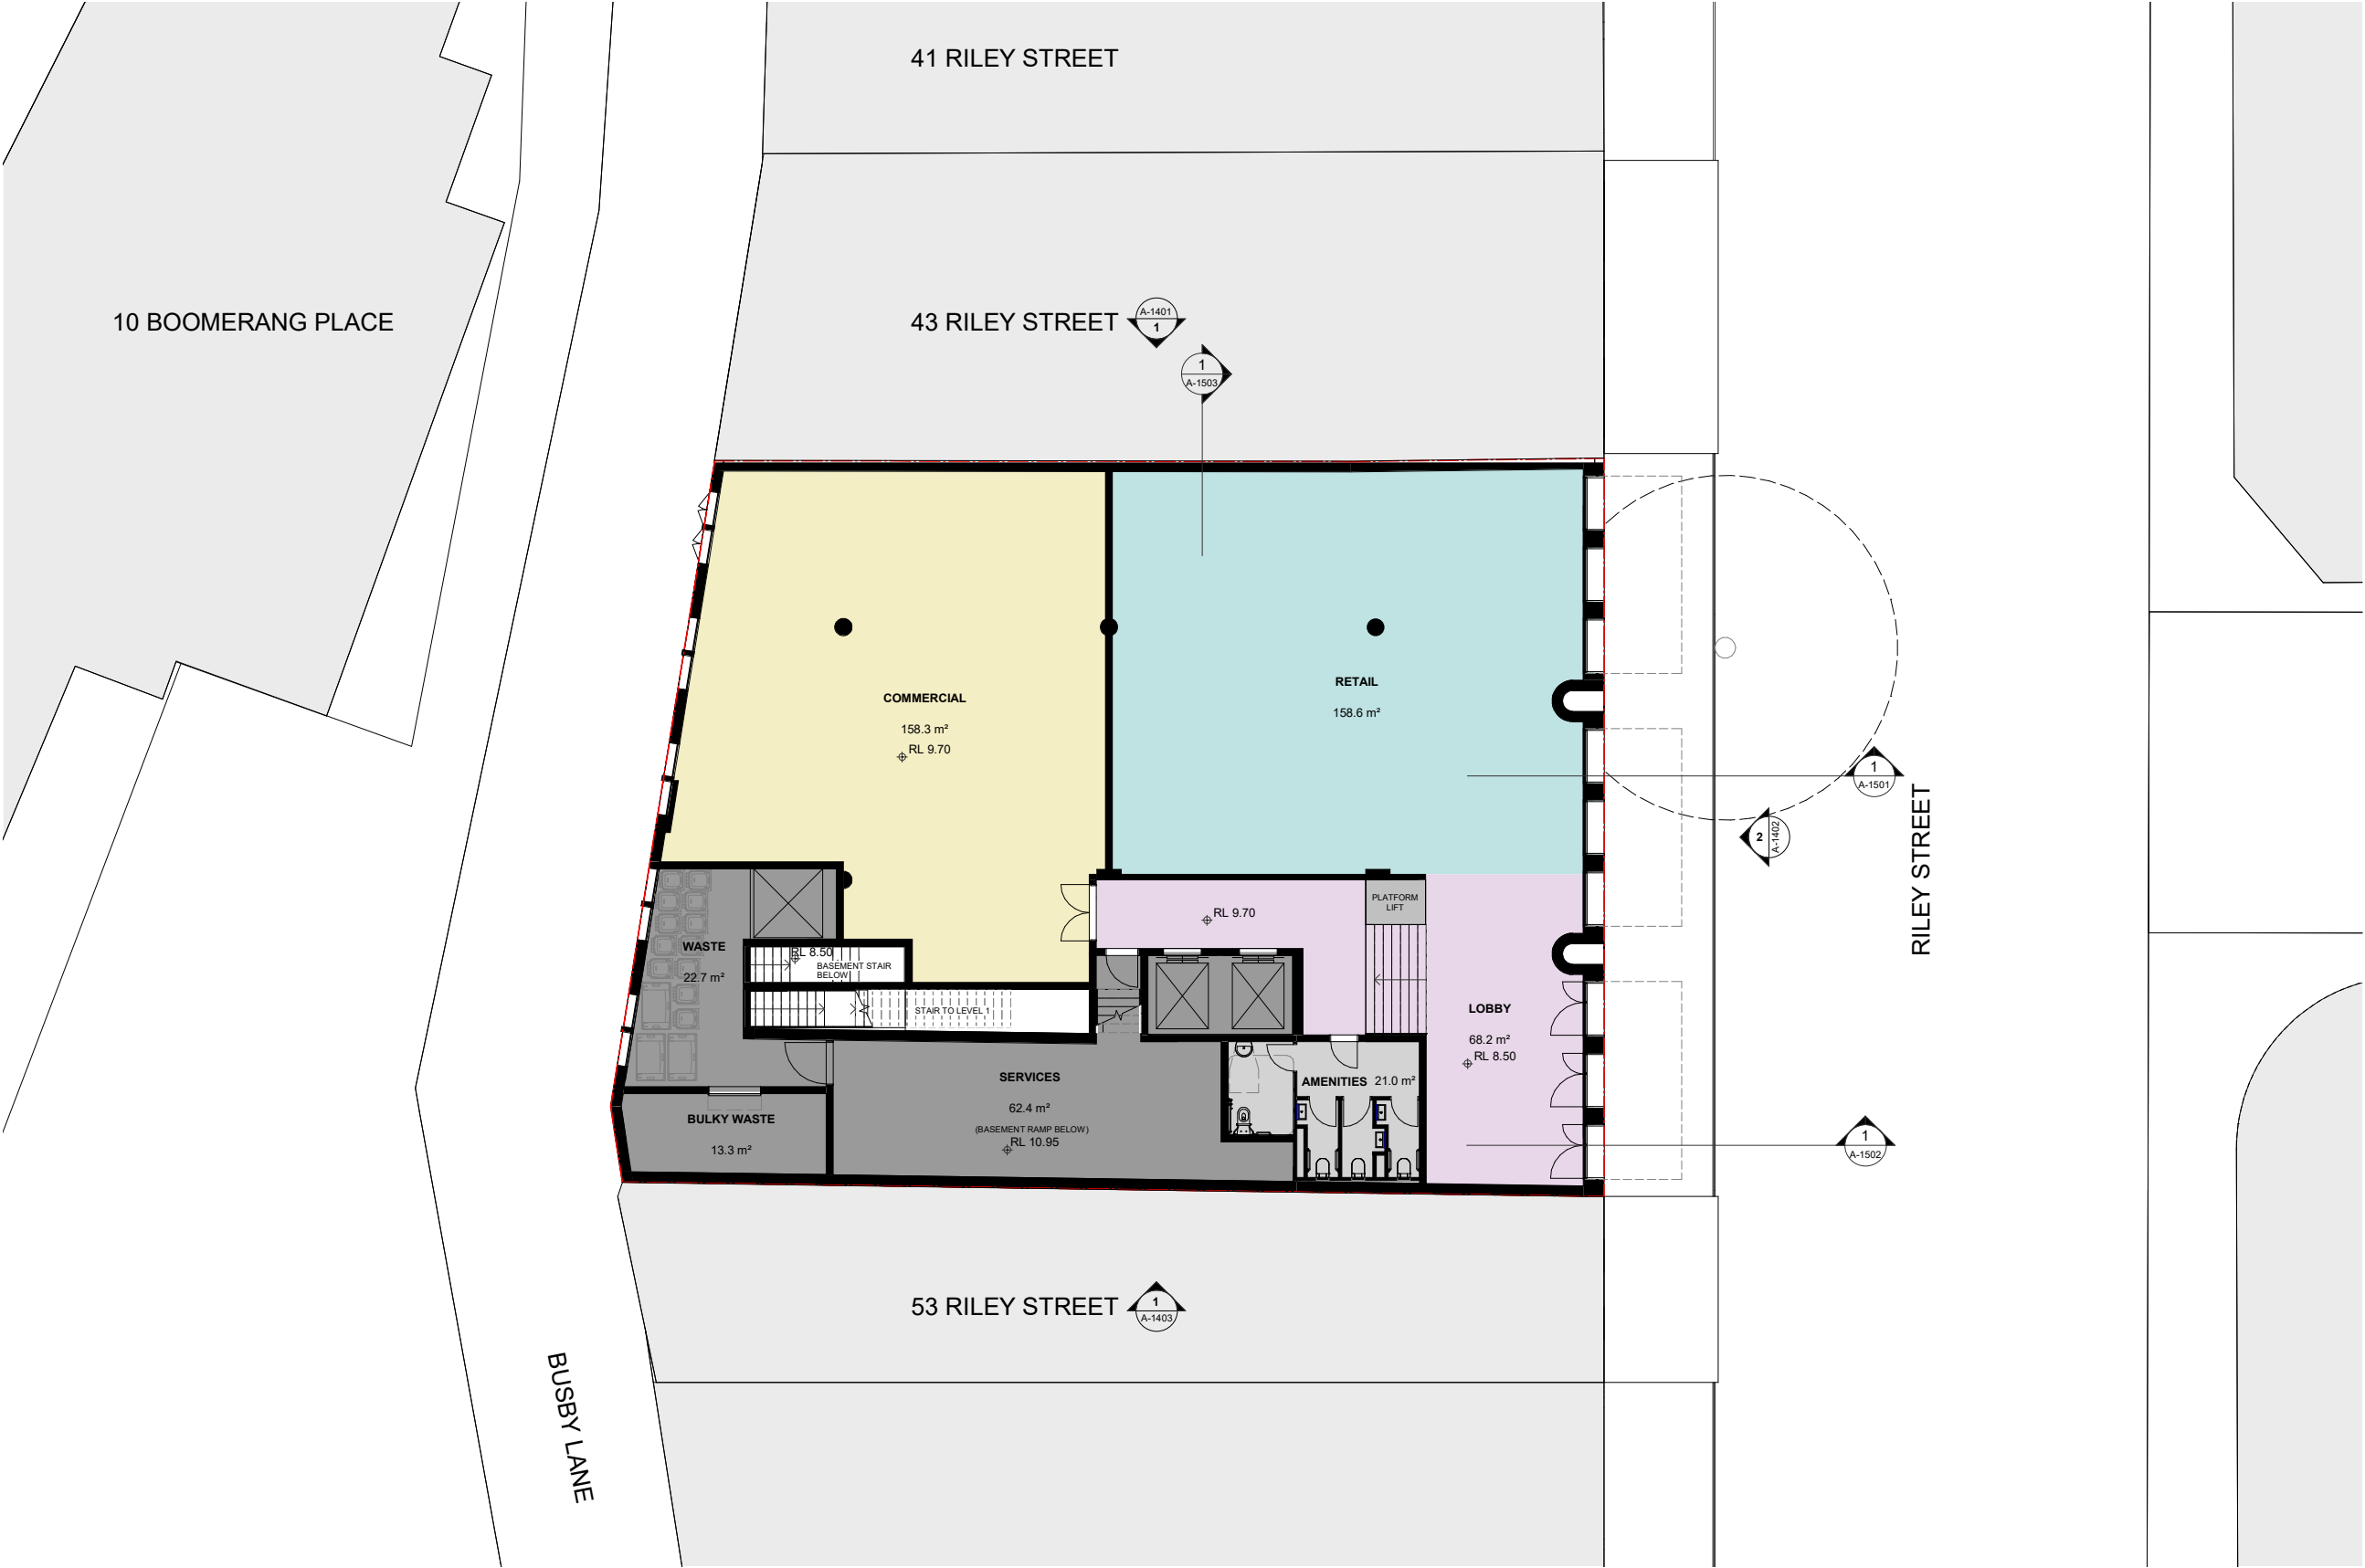 41 RILEY STREET
10 BOOMERANG PLACE
43 RILEY STREET
A-1401
1
1
A-1503
COMMERCIAL
158.3 m²
RL 9.70
RETAIL
158.6 m²
1
A-1501
2
A-1402
RILEY STREET
PLATFORM
LIFT
RL 9.70
WASTE
22.7 m²
RL 8.50
BASEMENT STAIR
BELOW
STAIR TO LEVEL 1
LOBBY
68.2 m²
RL 8.50
SERVICES
62.4 m²
(BASEMENT RAMP BELOW)
RL 10.95
AMENITIES 21.0 m²
BULKY WASTE
13.3 m²
1
A-1502
53 RILEY STREET
1
A-1403
BUSBY LANE